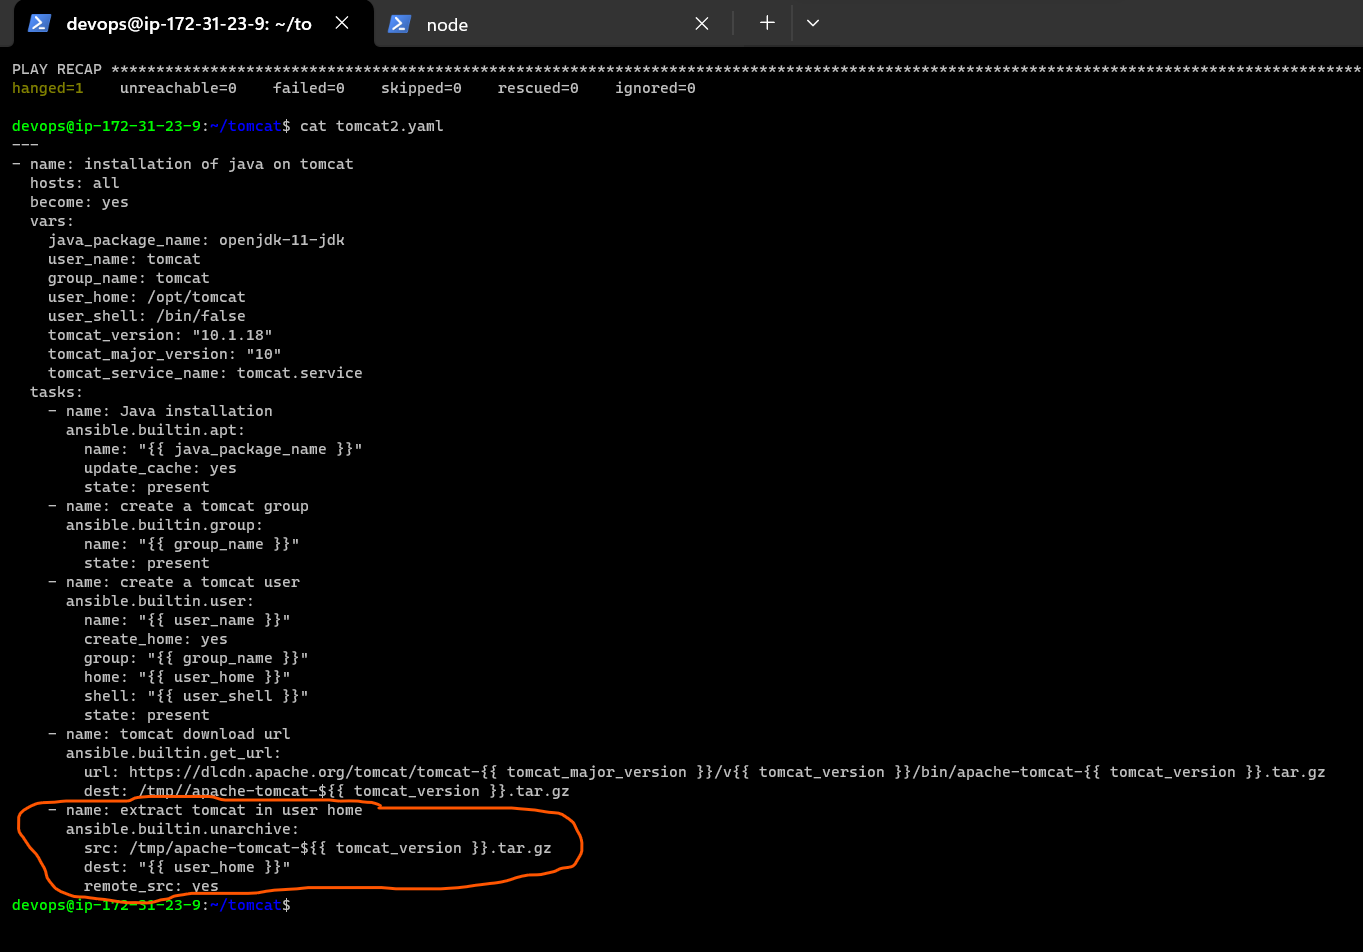 devops@ip-172-31-23-9: ~/to
node
PLAY RECAP *******************************************************************************************************************************************
hanged=1    unreachable=0    failed=0    skipped=0    rescued=0    ignored=0
devops@ip-172-31-23-9:~/tomcat$ cat tomcat2.yaml
---
- name: installation of java on tomcat
  hosts: all
  become: yes
  vars:
    java_package_name: openjdk-11-jdk
    user_name: tomcat
    group_name: tomcat
    user_home: /opt/tomcat
    user_shell: /bin/false
    tomcat_version: "10.1.18"
    tomcat_major_version: "10"
    tomcat_service_name: tomcat.service
  tasks:
    - name: Java installation
      ansible.builtin.apt:
        name: "{{ java_package_name }}"
        update_cache: yes
        state: present
    - name: create a tomcat group
      ansible.builtin.group:
        name: "{{ group_name }}"
        state: present
    - name: create a tomcat user
      ansible.builtin.user:
        name: "{{ user_name }}"
        create_home: yes
        group: "{{ group_name }}"
        home: "{{ user_home }}"
        shell: "{{ user_shell }}"
        state: present
    - name: tomcat download url
      ansible.builtin.get_url:
        url: https://dlcdn.apache.org/tomcat/tomcat-{{ tomcat_major_version }}/v{{ tomcat_version }}/bin/apache-tomcat-{{ tomcat_version }}.tar.gz
        dest: /tmp//apache-tomcat-${{ tomcat_version }}.tar.gz
    - name: extract tomcat in user home
      ansible.builtin.unarchive:
        src: /tmp/apache-tomcat-${{ tomcat_version }}.tar.gz
        dest: "{{ user_home }}"
        remote_src: yes
devops@ip-172-31-23-9:~/tomcat$